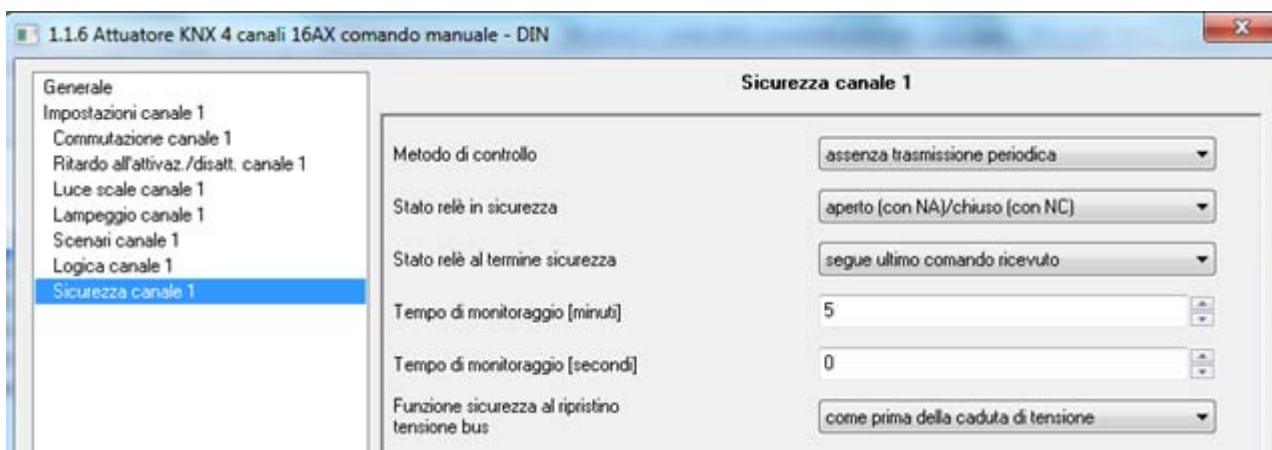 1.1.6 Attuatore KNX 4 canali 16AX comando manuale - DIN
Generale
Impostazioni canale 1
Commutazione canale 1
Ritardo all'attivaz./disatt. canale 1
Luce scale canale 1
Lampeggio canale 1
Scenari canale 1
Logica canale 1
Sicurezza canale 1
Sicurezza canale 1
Metodo di controllo
assenza trasmissione periodica
Stato relè in sicurezza
aperto (con NA)/chiuso (con NC)
Stato relè al termine sicurezza
segue ultimo comando ricevuto
Tempo di monitoraggio [minuti]
5
Tempo di monitoraggio [secondi]
0
Funzione sicurezza al ripristino
tensione bus
come prima della caduta di tensione